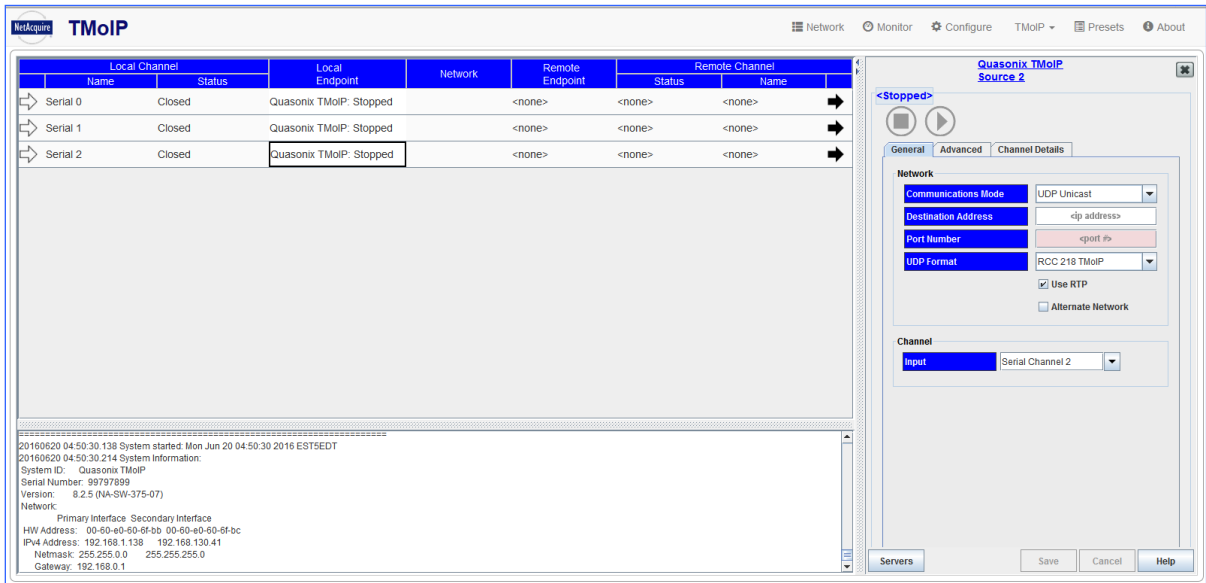 NetAcquire TMoIP Network Monitor Configure TMoIP Presets About
Local Channel Local Endpoint Network Remote Endpoint Remote Channel
Name Status Status Name
Serial 0 Closed Quasonix TMoIP: Stopped <none> <none> <none>
Serial 1 Closed Quasonix TMoIP: Stopped <none> <none> <none>
Serial 2 Closed Quasonix TMoIP: Stopped <none> <none> <none>
==================================================================
20160620 04:50:30.138 System started: Mon Jun 20 04:50:30 2016 EST5EDT
20160620 04:50:30.214 System Information:
System ID: Quasonix TMoIP
Serial Number: 99797899
Version: 8.2.5 (NA-SW-375-07)
Network:
Primary Interface Secondary Interface
HW Address: 00-60-e0-60-6f-bb 00-60-e0-60-6f-bc
IPv4 Address: 192.168.1.138 192.168.130.41
Netmask: 255.255.0.0 255.255.255.0
Gateway: 192.168.0.1
Quasonix TMoIP
Source 2
<Stopped>
General Advanced Channel Details
Network
Communications Mode UDP Unicast
Destination Address <ip address>
Port Number <port #>
UDP Format RCC 218 TMoIP
Use RTP
Alternate Network
Channel
Input Serial Channel 2
Servers Save Cancel Help